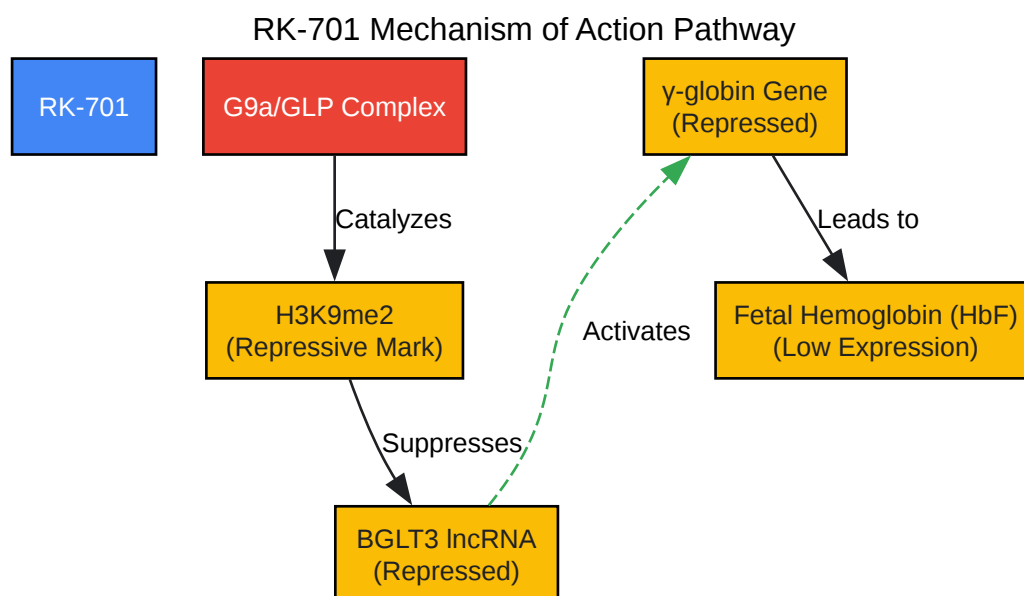 RK-701 Mechanism of Action Pathway
RK-701
G9a/GLP Complex
γ-globin Gene
(Repressed)
Catalyzes
Leads to
H3K9me2
(Repressive Mark)
Activates
Fetal Hemoglobin (HbF)
(Low Expression)
Suppresses
BGLT3 lncRNA
(Repressed)